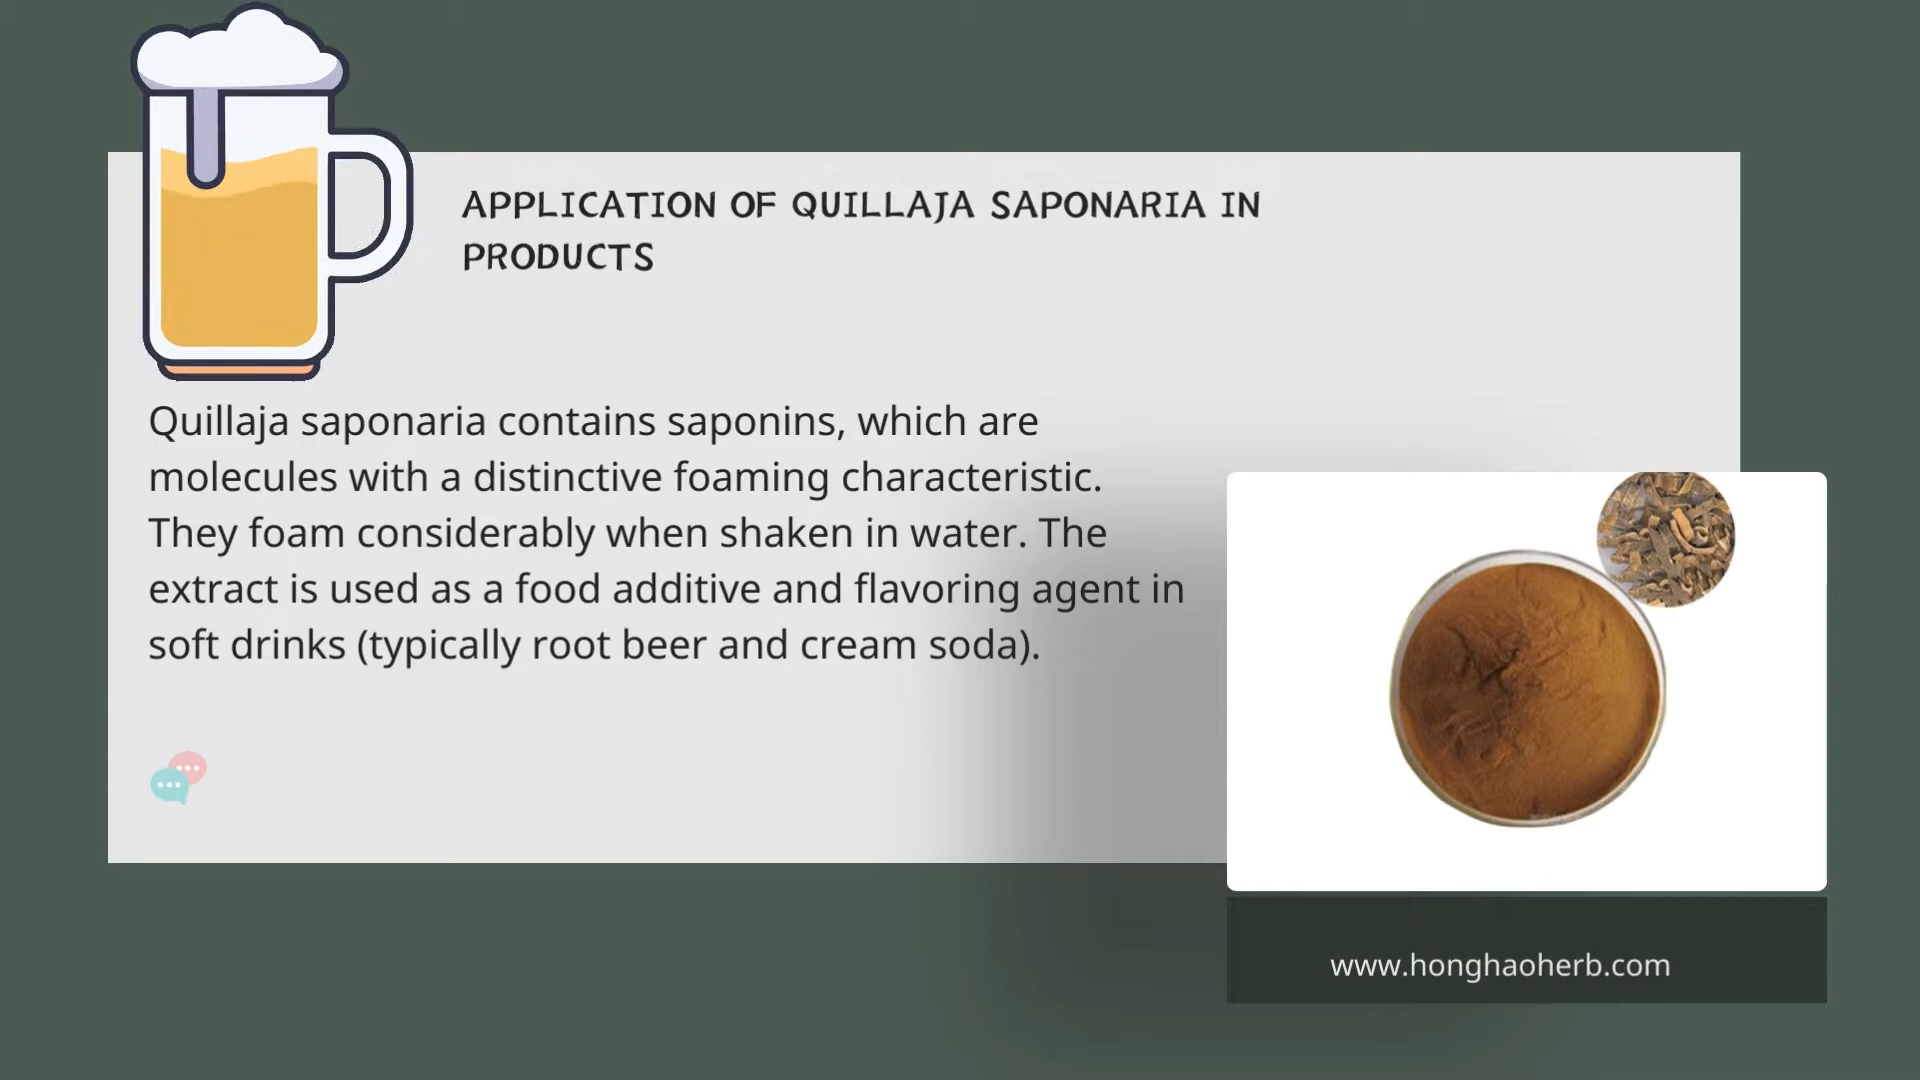 APPLICATION OF QUILLAJA SAPONARIA IN
PRODUCTS
Quillaja saponaria contains saponins, which are
molecules with a distinctive foaming characteristic.
They foam considerably when shaken in water. The
extract is used as a food additive and flavoring agent in
soft drinks (typically root beer and cream soda).
www.honghaoherb.com